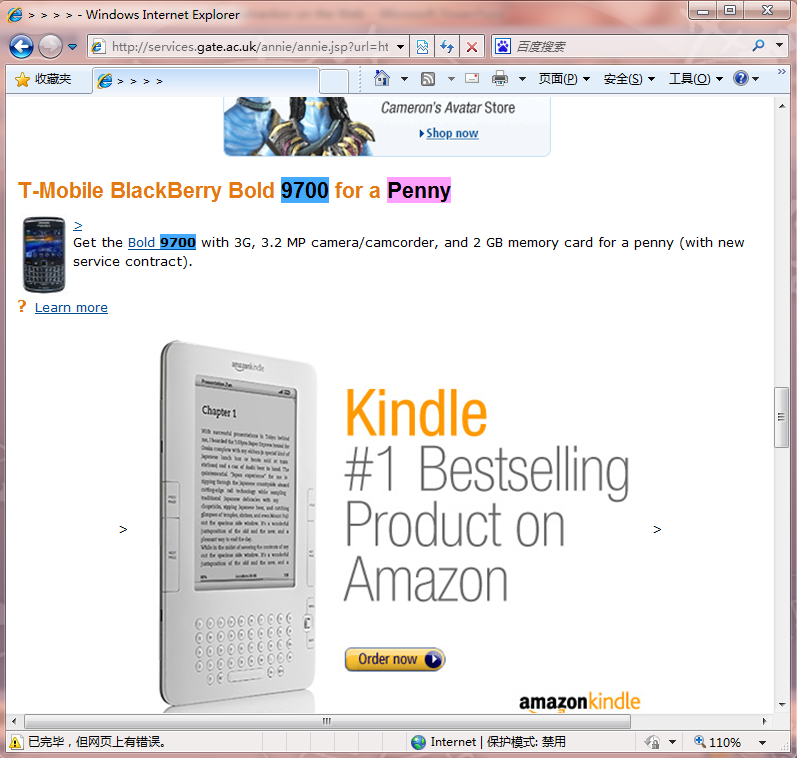 > > > > - Windows Internet Explorer
http://services.gate.ac.uk/annie/annie.jsp?url=ht
百度搜索
收藏夹
> > > >
页面(P)
安全(S)
工具(O)
Cameron's Avatar Store
Shop now
T-Mobile BlackBerry Bold 9700 for a Penny
>
Get the Bold 9700 with 3G, 3.2 MP camera/camcorder, and 2 GB memory card for a penny (with new
service contract).
? Learn more
amazonkindle
Chapter 1
Kindle
#1 Bestselling
Product on
Amazon
>
>
Order now
amazonkindle
已完毕，但网页上有错误。
Internet | 保护模式: 禁用
110%